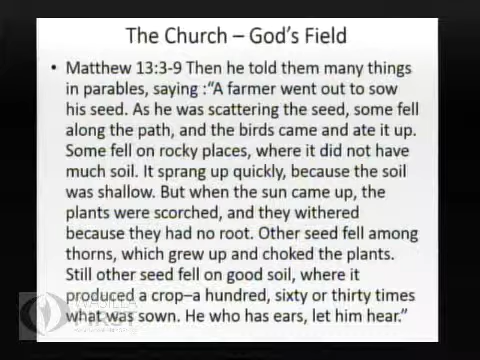 The Church – God's Field
• Matthew 13:3-9 Then he told them many things
in parables, saying :"A farmer went out to sow
his seed. As he was scattering the seed, some fell
along the path, and the birds came and ate it up.
Some fell on rocky places, where it did not have
much soil. It sprang up quickly, because the soil
was shallow. But when the sun came up, the
plants were scorched, and they withered
because they had no root. Other seed fell among
thorns, which grew up and choked the plants.
Still other seed fell on good soil, where it
produced a crop–a hundred, sixty or thirty times
what was sown. He who has ears, let him hear."
WASILLA
FIRST